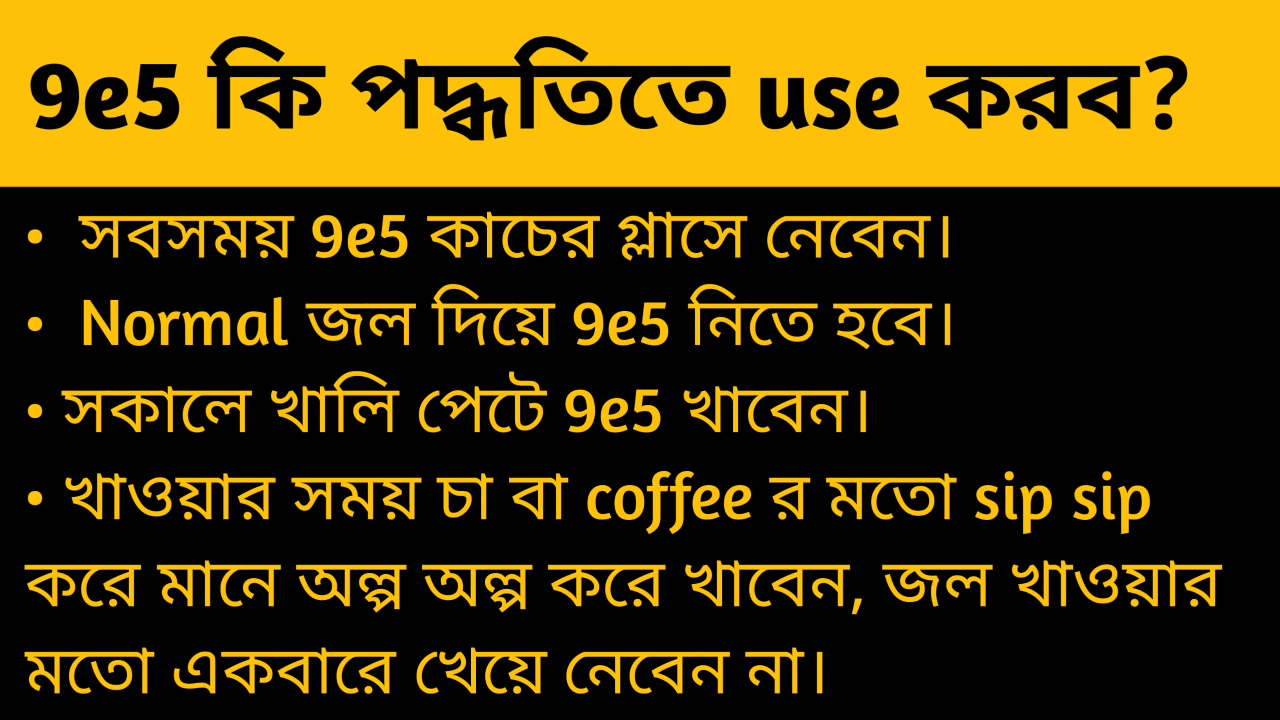 9e5 কি পদ্ধতিতে use করব?
• সবসময় 9e5 কাচের গ্লাসে নেবেন।
• Normal জল দিয়ে 9e5 নিতে হবে।
• সকালে খালি পেটে 9e5 খাবেন।
• খাওয়ার সময় চা বা coffee র মতো sip sip
করে মানে অল্প অল্প করে খাবেন, জল খাওয়ার
মতো একবারে খেয়ে নেবেন না।